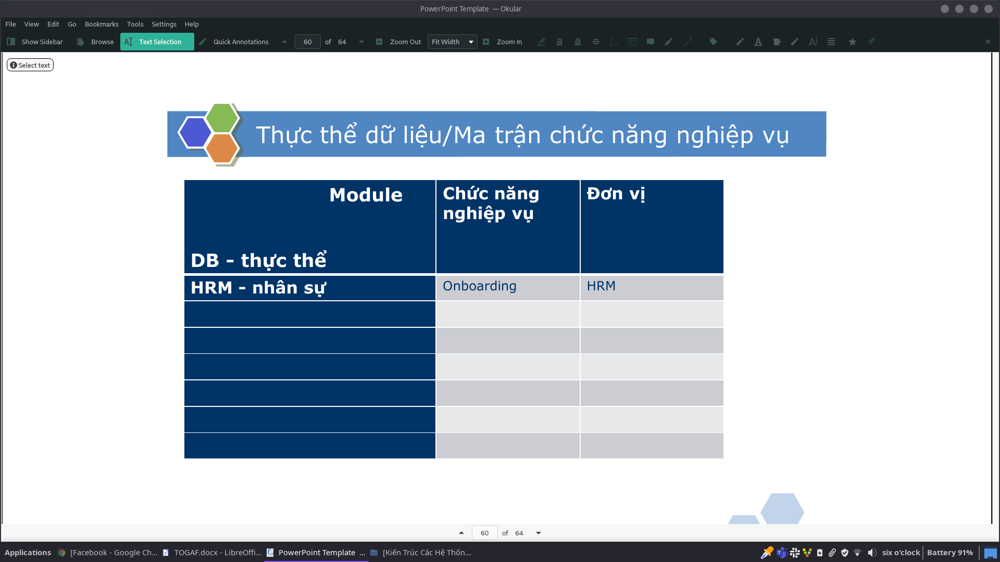 PowerPoint Template — Okular
File View Edit Go Bookmarks Tools Settings Help
Show Sidebar Browse Text Selection Quick Annotations 60 of 64 Zoom Out Fit Width Zoom In
Select text
Thực thể dữ liệu/Ma trận chức năng nghiệp vụ
Module
DB – thực thể
Chức năng
nghiệp vụ
Đơn vị
HRM – nhân sự Onboarding HRM
60 of 64
Applications [Facebook - Google Ch... TOGAF.docx - LibreOffi... PowerPoint Template ... [Kiến Trúc Các Hệ Thốn... six o'clock Battery 91%